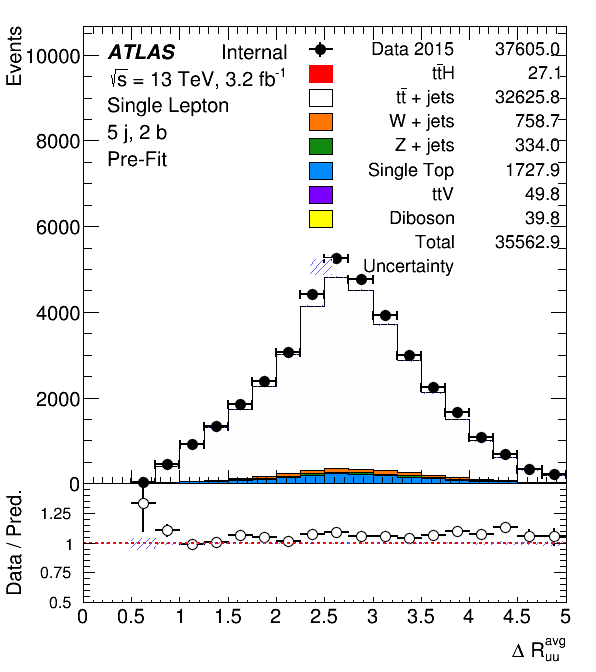 Events
10000
8000
6000
4000
2000
0
ATLAS Internal
√s = 13 TeV, 3.2 fb⁻¹
Single Lepton
5 j, 2 b
Pre-Fit
Data 2015 37605.0
tt̄H 27.1
tt̄ + jets 32625.8
W + jets 758.7
Z + jets 334.0
Single Top 1727.9
ttV 49.8
Diboson 39.8
Total 35562.9
Uncertainty
Data / Pred.
1.25
1
0.75
0.5
0 0.5 1 1.5 2 2.5 3 3.5 4 4.5 5
Δ R_uu^avg